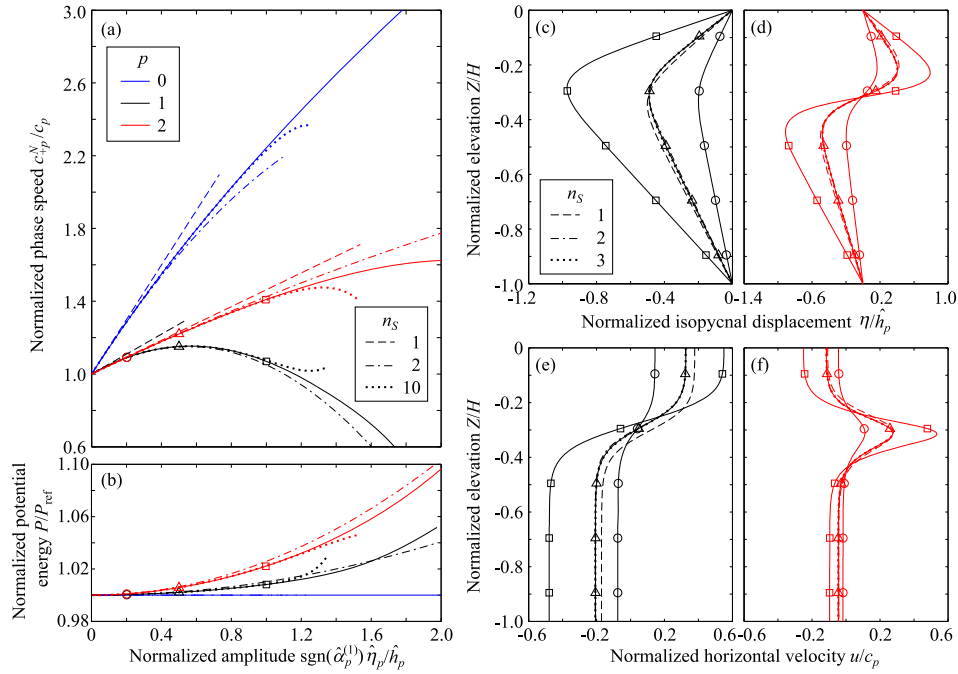 (a)
p
0
1
2
3.0
2.6
2.2
1.8
1.4
1.0
0.6
Normalized phase speed c^N_{+p}/c_p
n_S
1
2
10
(b)
1.10
1.06
1.02
0.98
Normalized potential
energy P/P_ref
0 0.4 0.8 1.2 1.6 2.0
Normalized amplitude sgn(α̂_p^{(1)}) η̂_p/ĥ_p
(c)
(d)
0
-0.2
-0.4
-0.6
-0.8
-1.0
Normalized elevation Z/H
n_S
1
2
3
-1.2 -0.8 -0.4 0 -1.4 -0.6 0.2 1.0
Normalized isopycnal displacement η/ĥ_p
(e)
(f)
0
-0.2
-0.4
-0.6
-0.8
-1.0
Normalized elevation Z/H
-0.6 -0.2 0.2 -0.6 -0.2 0.2 0.6
Normalized horizontal velocity u/c_p